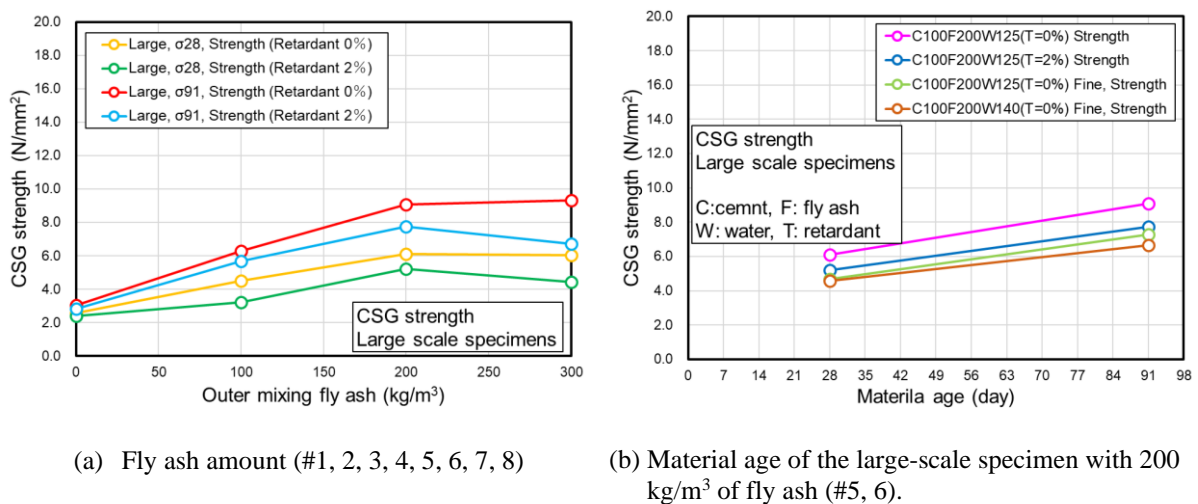 20.0
18.0
16.0
14.0
12.0
10.0
8.0
6.0
4.0
2.0
0.0
CSG strength (N/mm²)
Large, σ28, Strength (Retardant 0%)
Large, σ28, Strength (Retardant 2%)
Large, σ91, Strength (Retardant 0%)
Large, σ91, Strength (Retardant 2%)
CSG strength
Large scale specimens
0 50 100 150 200 250 300
Outer mixing fly ash (kg/m³)
20.0
18.0
16.0
14.0
12.0
10.0
8.0
6.0
4.0
2.0
0.0
CSG strength (N/mm²)
C100F200W125(T=0%) Strength
C100F200W125(T=2%) Strength
C100F200W125(T=0%) Fine, Strength
C100F200W140(T=0%) Fine, Strength
CSG strength
Large scale specimens
C:cemnt, F: fly ash
W: water, T: retardant
0 7 14 21 28 35 42 49 56 63 70 77 84 91 98
Materila age (day)
(a) Fly ash amount (#1, 2, 3, 4, 5, 6, 7, 8)
(b) Material age of the large-scale specimen with 200
kg/m³ of fly ash (#5, 6).